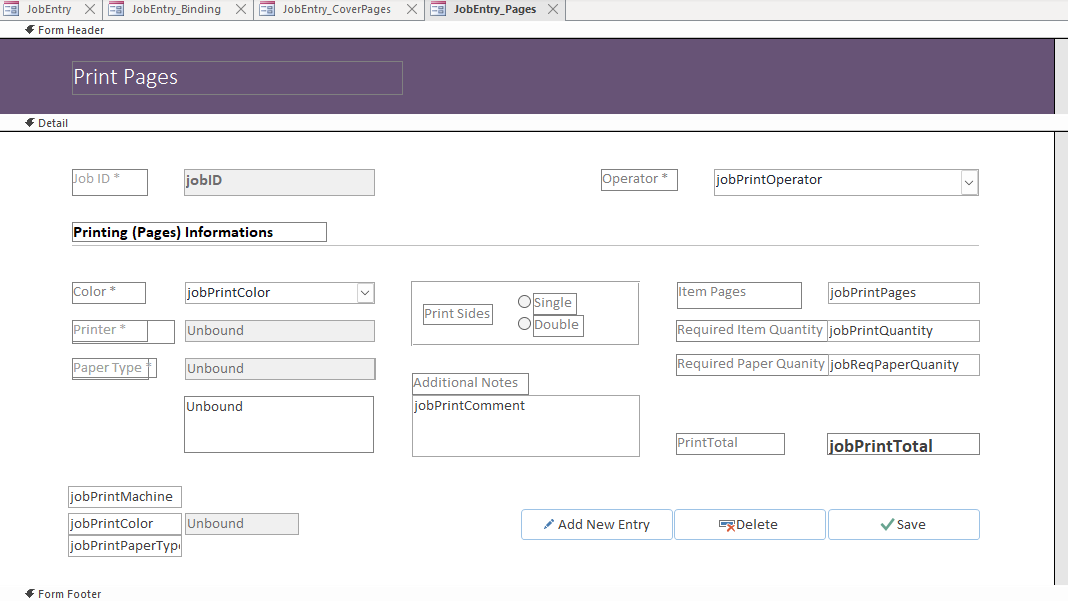 JobEntry JobEntry_Binding JobEntry_CoverPages JobEntry_Pages
Form Header
Print Pages
Detail
Job ID * jobID Operator * jobPrintOperator
Printing (Pages) Informations
Color * jobPrintColor Print Sides Single Item Pages jobPrintPages
Printer * Unbound Double Required Item Quantity jobPrintQuantity
Paper Type * Unbound Required Paper Quanity jobReqPaperQuanity
Additional Notes
Unbound jobPrintComment
PrintTotal jobPrintTotal
jobPrintMachine
jobPrintColor Unbound Add New Entry Delete Save
jobPrintPaperType
Form Footer